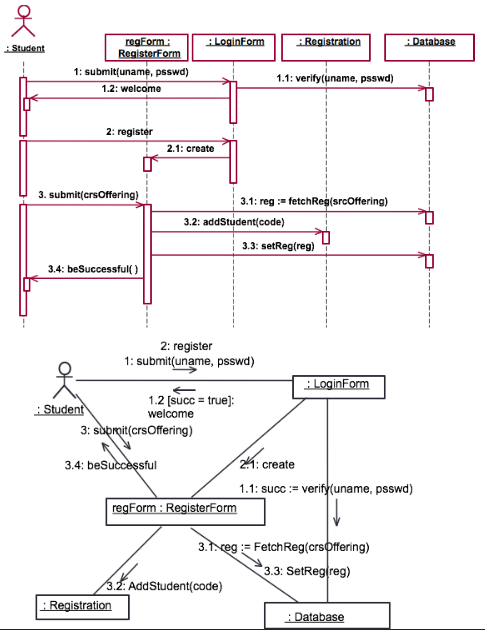 : Student
regForm :
RegisterForm
: LoginForm
: Registration
: Database
1: submit(uname, psswd)
1.1: verify(uname, psswd)
1.2: welcome
2: register
2.1: create
3. submit(crsOffering)
3.1: reg := fetchReg(srcOffering)
3.2: addStudent(code)
3.3: setReg(reg)
3.4: beSuccessful( )
2: register
1: submit(uname, psswd)
: LoginForm
1.2 [succ = true]:
welcome
: Student
3: submit(crsOffering)
3.4: beSuccessful
2.1: create
1.1: succ := verify(uname, psswd)
regForm : RegisterForm
3.1: reg := FetchReg(crsOffering)
3.3: SetReg(reg)
3.2: AddStudent(code)
: Registration
: Database